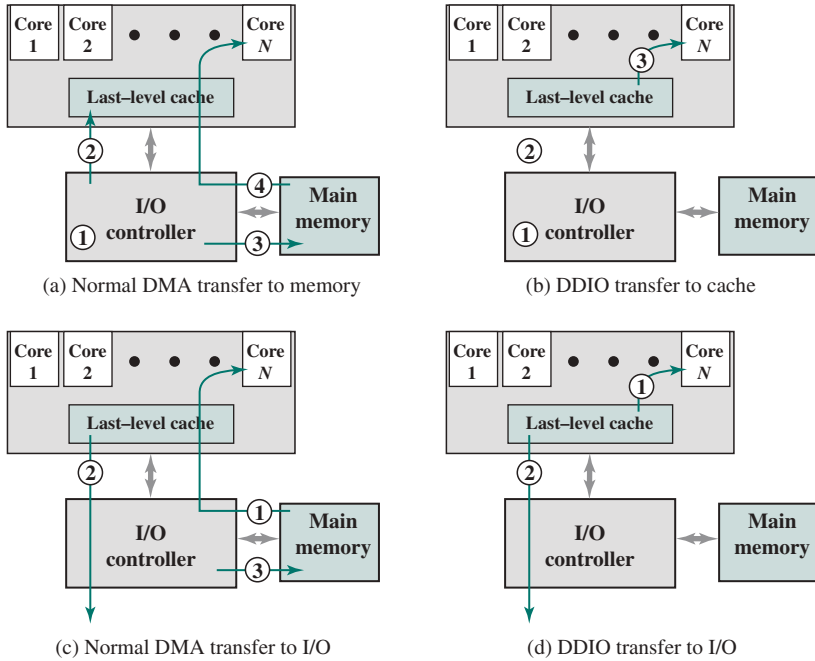 Core 1
Core 2
Core N
Last–level cache
2
4
I/O controller
1
3
Main memory
(a) Normal DMA transfer to memory
Core 1
Core 2
Core N
3
Last–level cache
2
I/O controller
1
Main memory
(b) DDIO transfer to cache
Core 1
Core 2
Core N
Last–level cache
2
1
I/O controller
3
Main memory
(c) Normal DMA transfer to I/O
Core 1
Core 2
Core N
1
Last–level cache
2
I/O controller
Main memory
(d) DDIO transfer to I/O